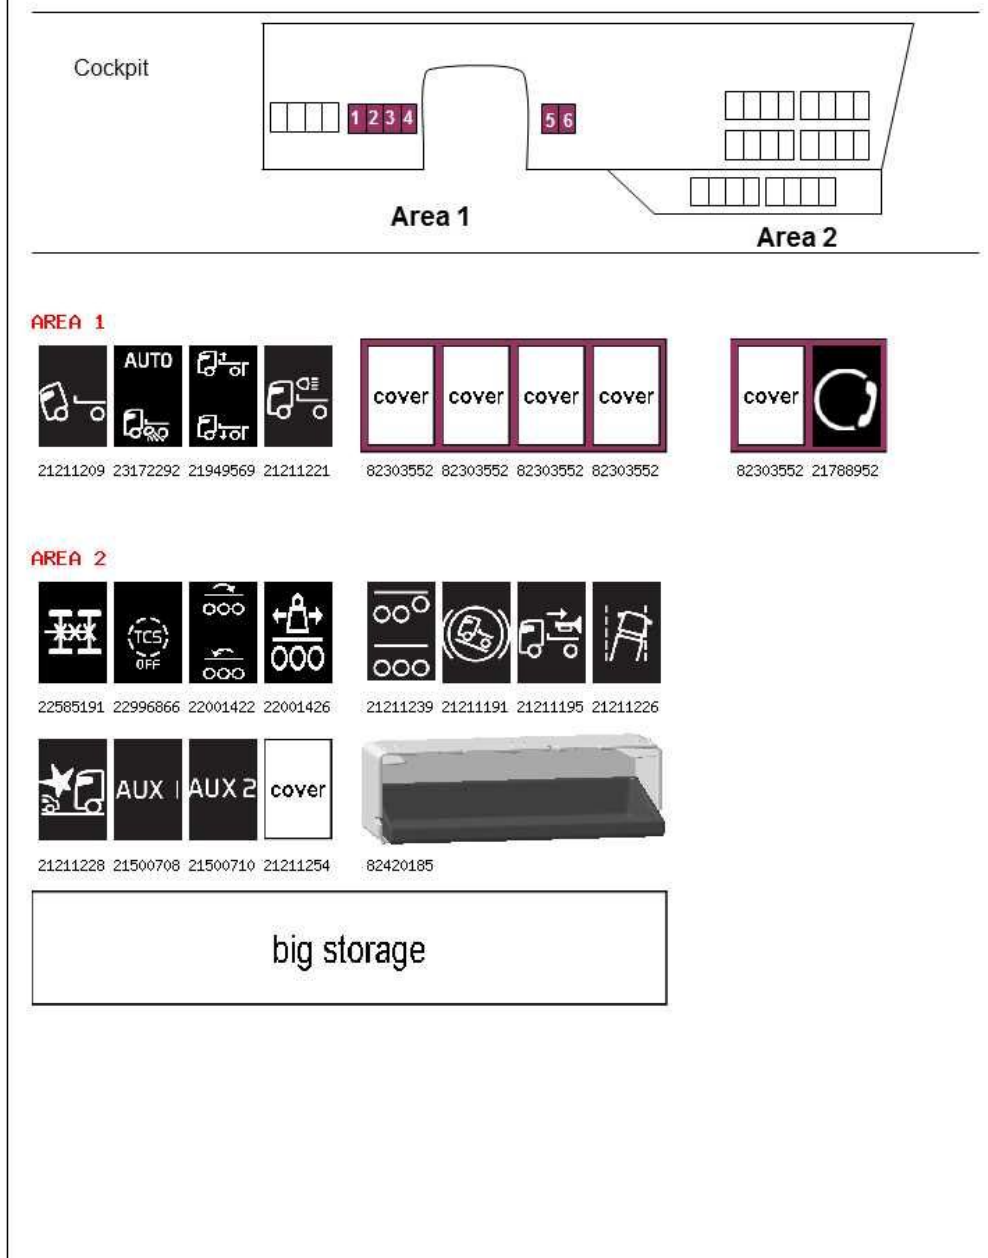 Cockpit
1 2 3 4
5 6
Area 1
Area 2
AREA 1
AUTO
cover cover cover cover
cover
21211209 23172292 21949569 21211221
82303552 82303552 82303552 82303552
82303552 21788952
AREA 2
TCS
OFF
22585191 22996866 22001422 22001426
21211239 21211191 21211195 21211226
AUX 1 AUX 2 cover
21211228 21500708 21500710 21211254
82420185
big storage